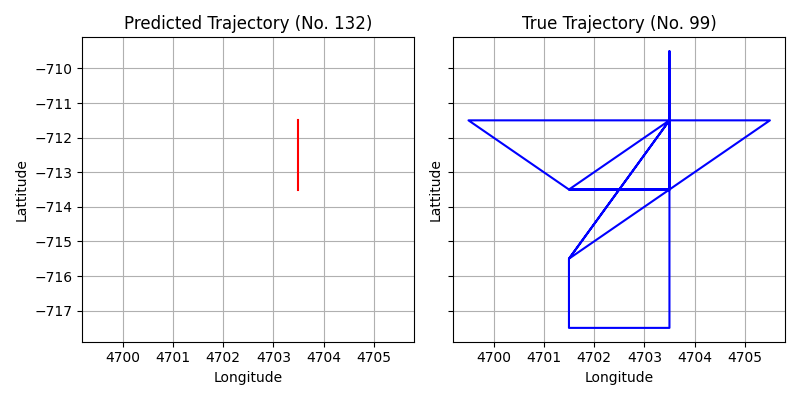 Predicted Trajectory (No. 132)
True Trajectory (No. 99)
−710
−711
−712
−713
−714
−715
−716
−717
Lattitude
Lattitude
4700 4701 4702 4703 4704 4705
4700 4701 4702 4703 4704 4705
Longitude
Longitude